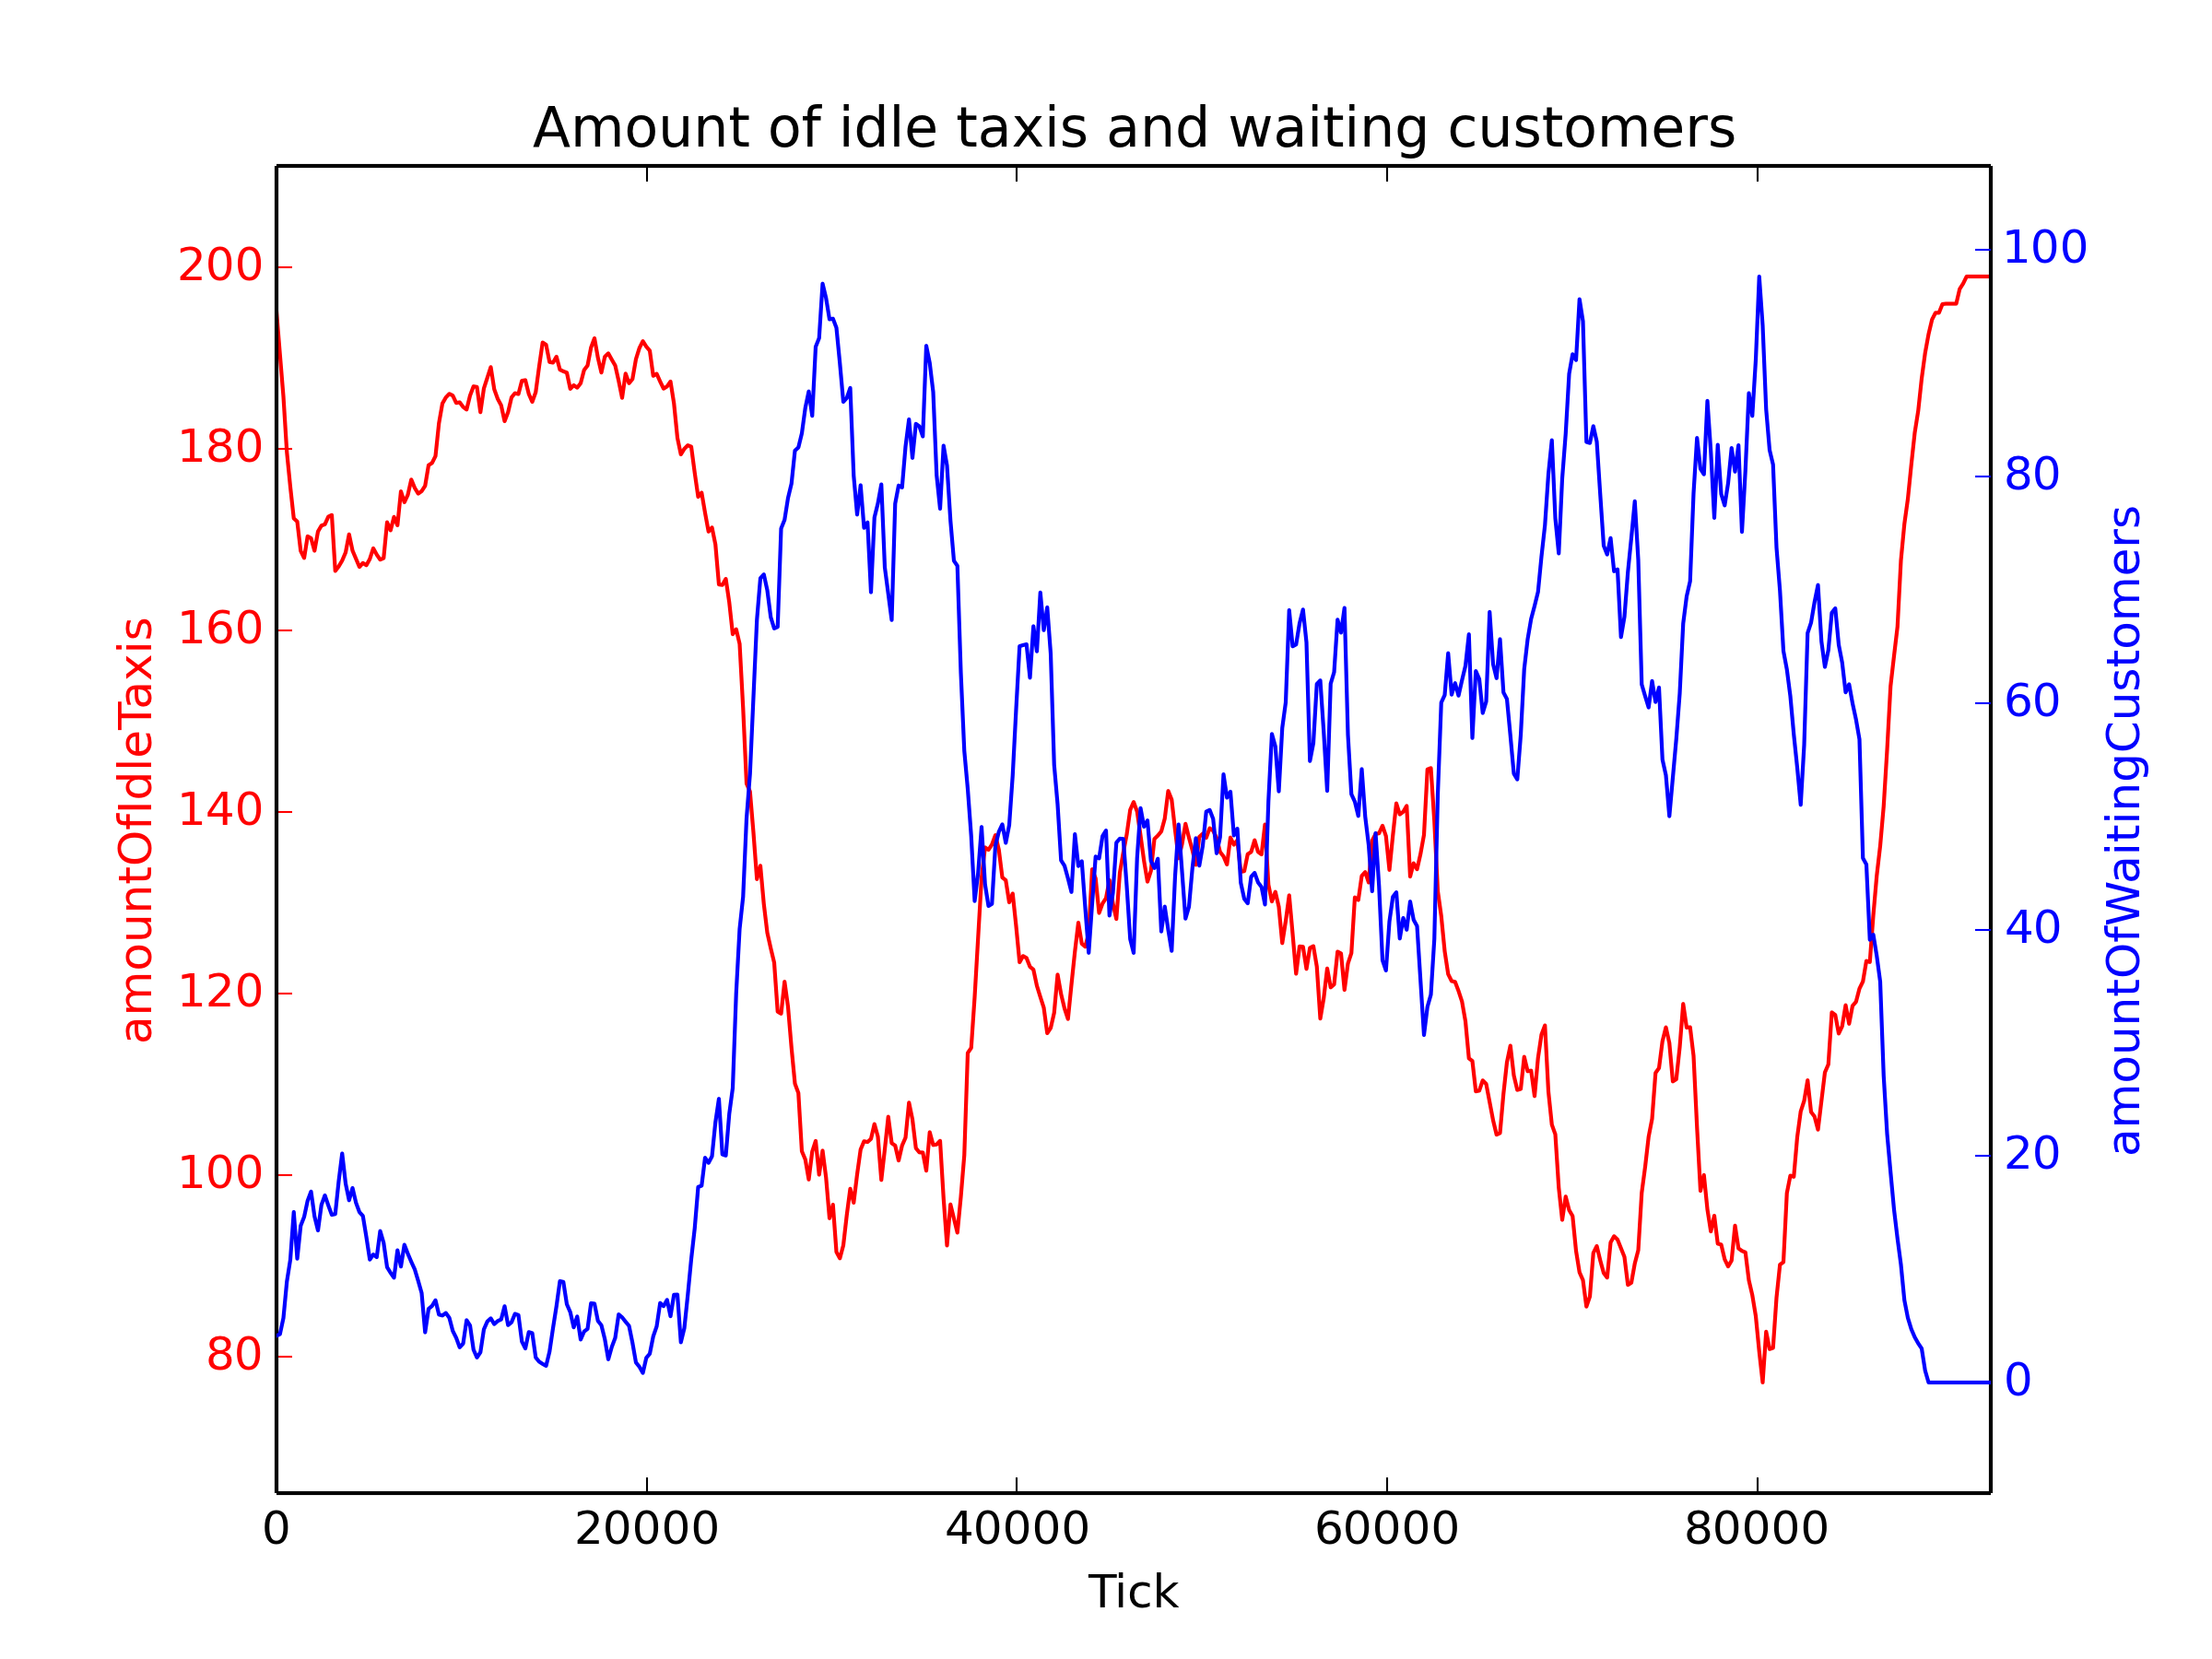 Amount of idle taxis and waiting customers
200
180
160
140
120
100
80
amountOfIdleTaxis
100
80
60
40
20
0
amountOfWaitingCustomers
0 20000 40000 60000 80000
Tick